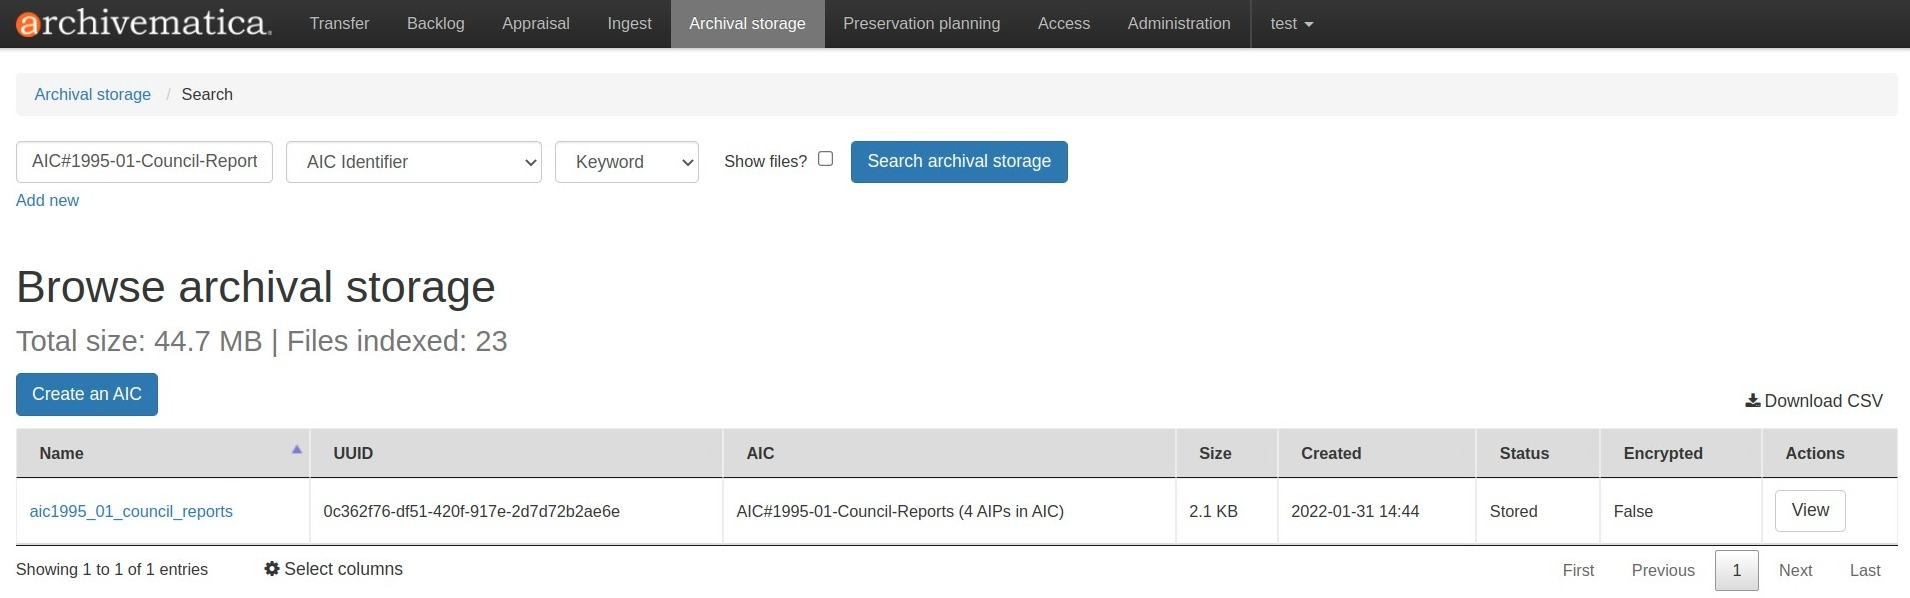 archivematica Transfer Backlog Appraisal Ingest Archival storage Preservation planning Access Administration test
Archival storage / Search
AIC#1995-01-Council-Report AIC Identifier Keyword Show files? Search archival storage
Add new
Browse archival storage
Total size: 44.7 MB | Files indexed: 23
Create an AIC
Download CSV
Name UUID AIC Size Created Status Encrypted Actions
aic1995_01_council_reports 0c362f76-df51-420f-917e-2d7d72b2ae6e AIC#1995-01-Council-Reports (4 AIPs in AIC) 2.1 KB 2022-01-31 14:44 Stored False View
Showing 1 to 1 of 1 entries Select columns First Previous 1 Next Last